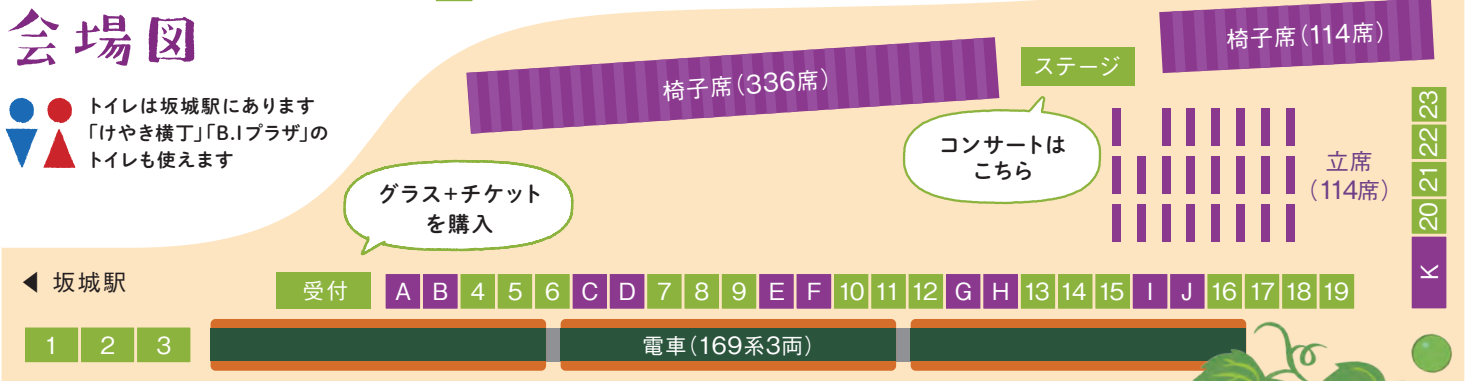 会場図
トイレは坂城駅にあります
「けやき横丁」「B.Iプラザ」の
トイレも使えます
椅子席(336席)
ステージ
椅子席(114席)
コンサートは
こちら
立席
(114席)
23
22
21
20
K
グラス+チケット
を購入
◀ 坂城駅
受付 A B 4 5 6 C D 7 8 9 E F 10 11 12 G H 13 14 15 I J 16 17 18 19
1 2 3
電車(169系3両)